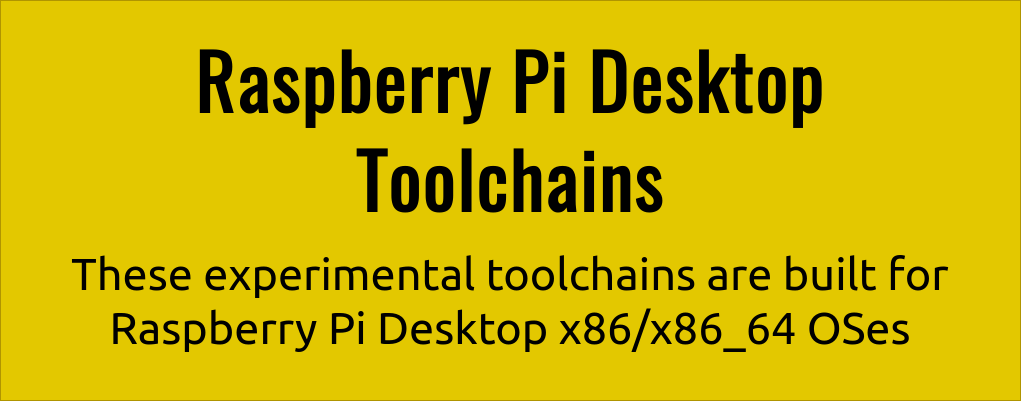 Raspberry Pi Desktop
Toolchains
These experimental toolchains are built for
Raspberry Pi Desktop x86/x86_64 OSes